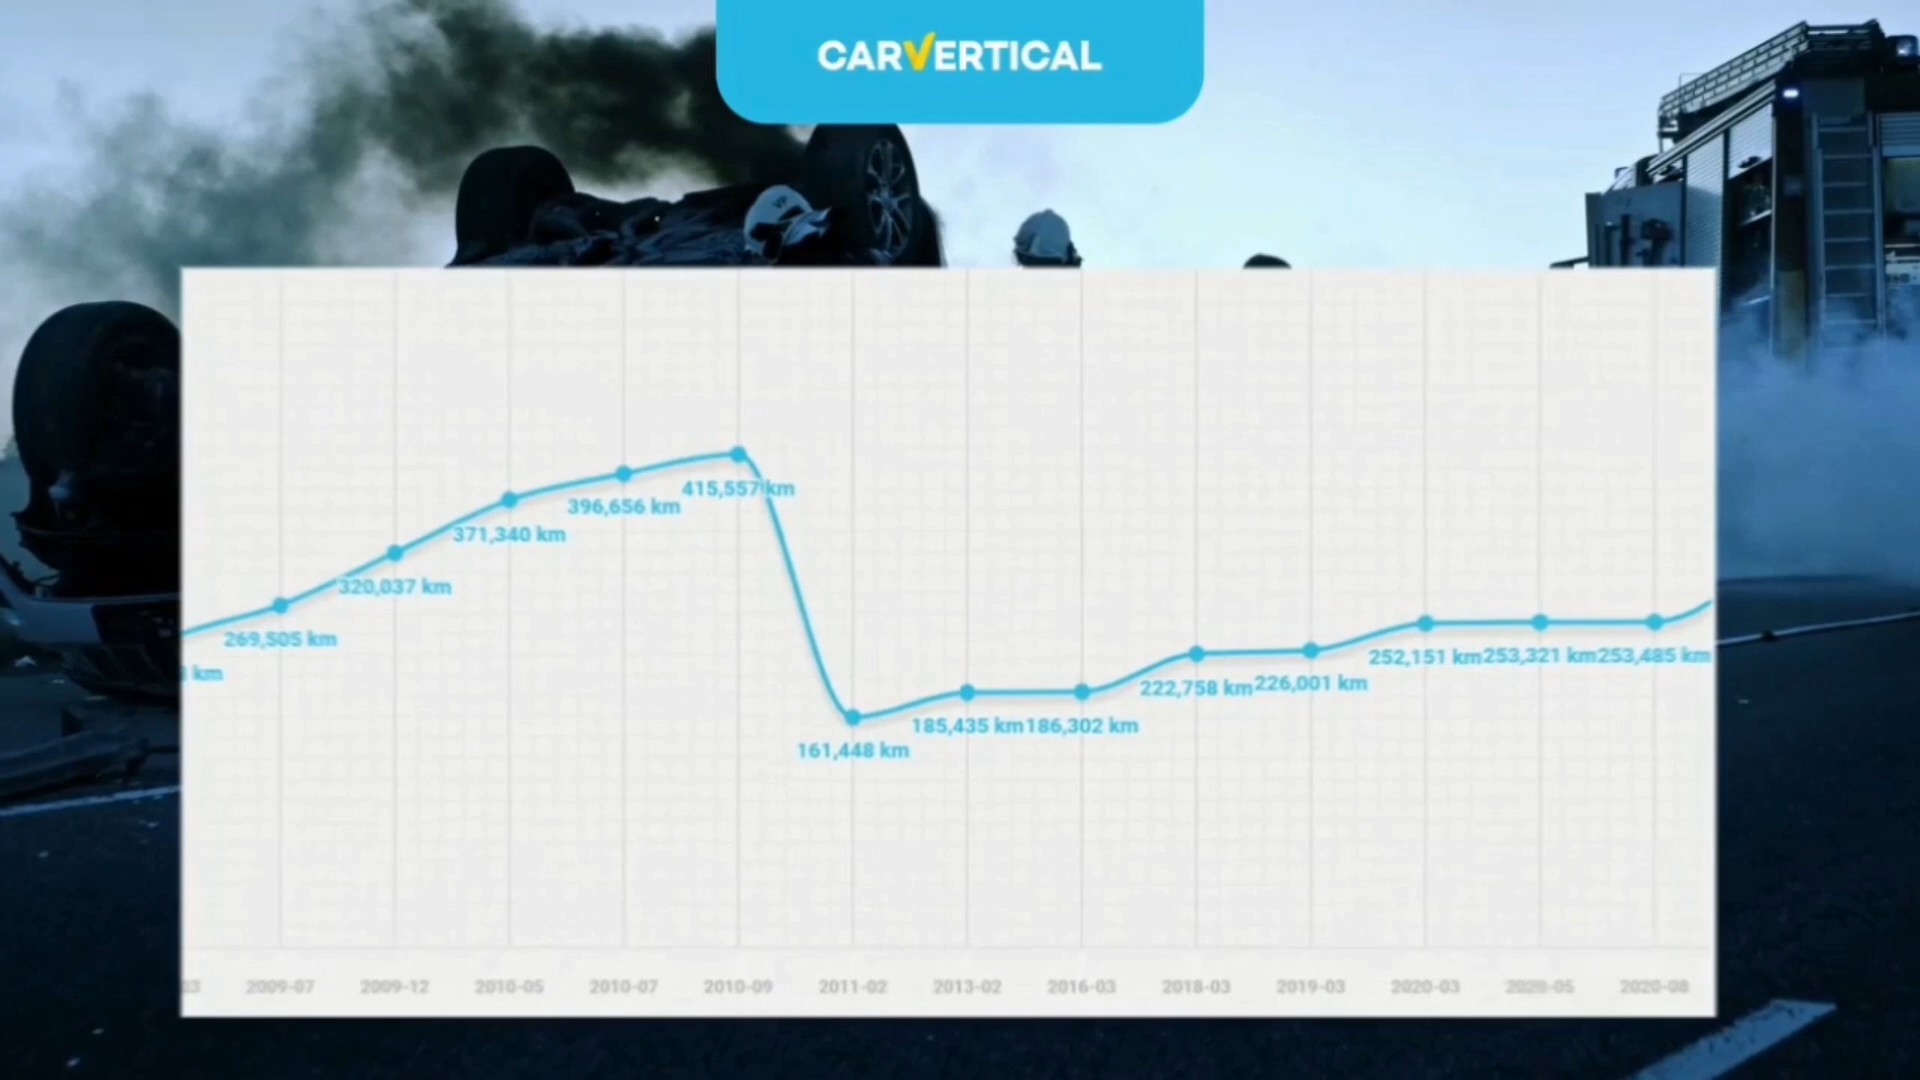 CARVERTICAL
415,557 km
396,656 km
371,340 km
320,037 km
269,505 km
km
161,448 km
185,435 km
186,302 km
222,758 km
226,001 km
252,151 km
253,321 km
253,485 km
03 2009-07 2009-12 2010-05 2010-07 2010-09 2011-02 2013-02 2016-03 2018-03 2019-03 2020-03 2020-05 2020-08